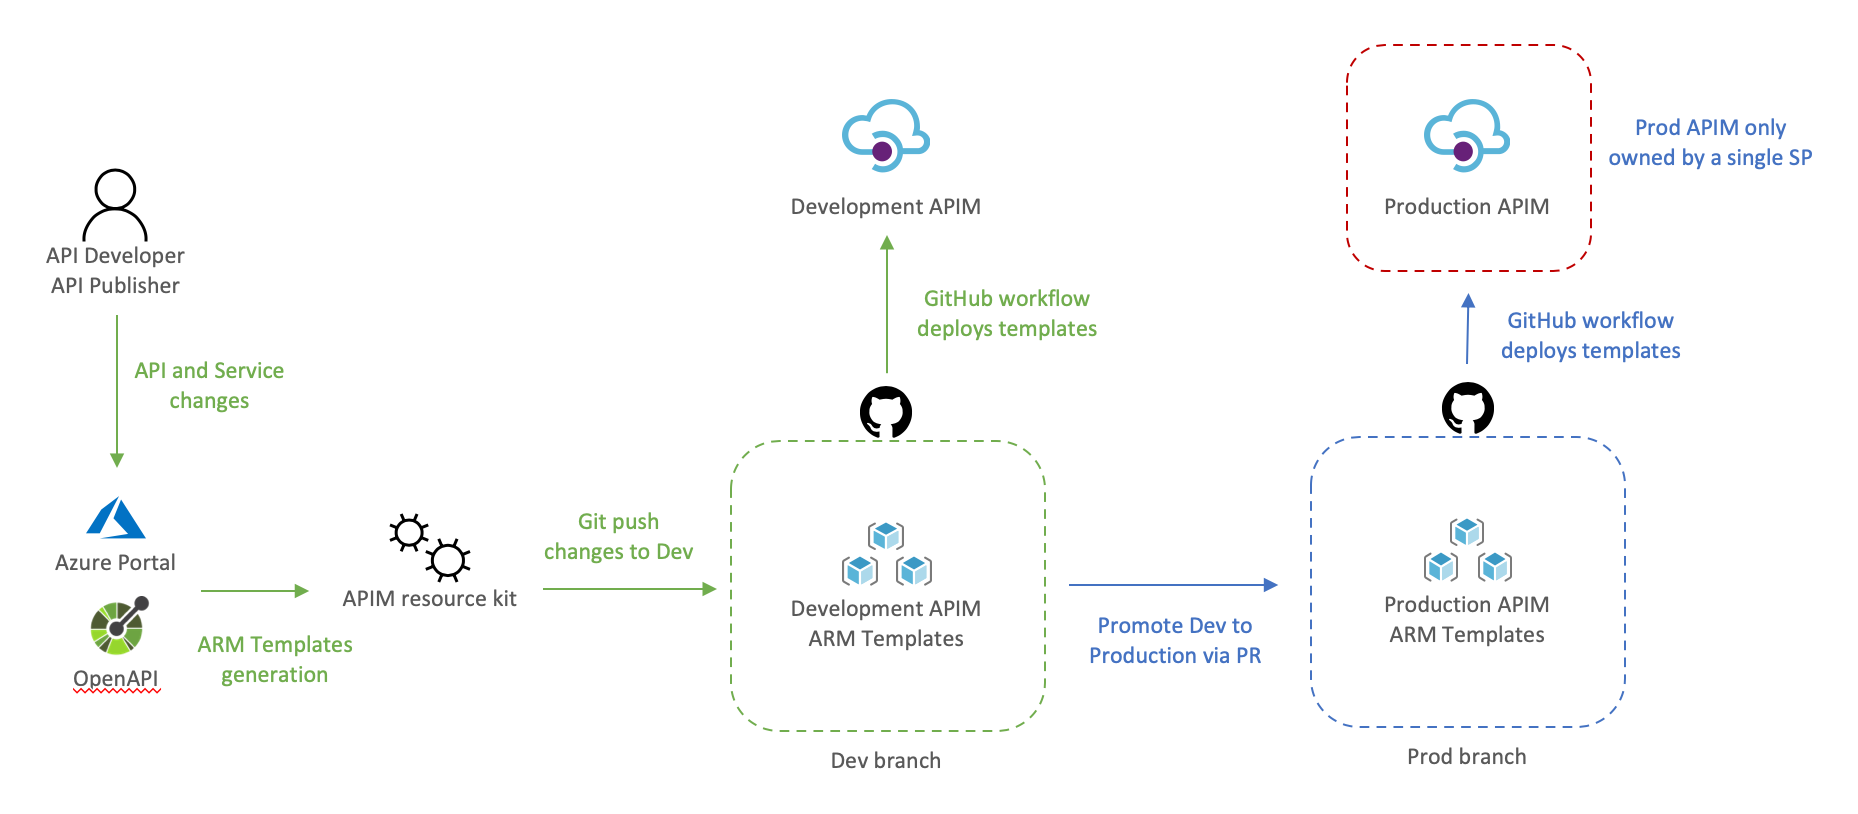 API Developer
API Publisher
API and Service
changes
Azure Portal
OpenAPI
ARM Templates
generation
APIM resource kit
Git push
changes to Dev
Development APIM
GitHub workflow
deploys templates
Development APIM
ARM Templates
Dev branch
Promote Dev to
Production via PR
Production APIM
Prod APIM only
owned by a single SP
GitHub workflow
deploys templates
Production APIM
ARM Templates
Prod branch